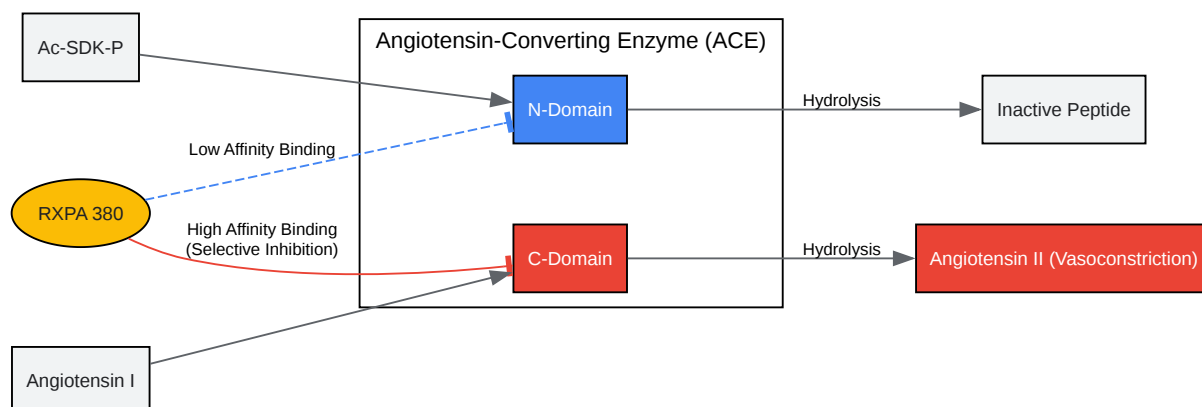 Ac-SDK-P
Angiotensin-Converting Enzyme (ACE)
N-Domain
Hydrolysis
Inactive Peptide
Low Affinity Binding
RXPA 380
High Affinity Binding
(Selective Inhibition)
C-Domain
Hydrolysis
Angiotensin II (Vasoconstriction)
Angiotensin I